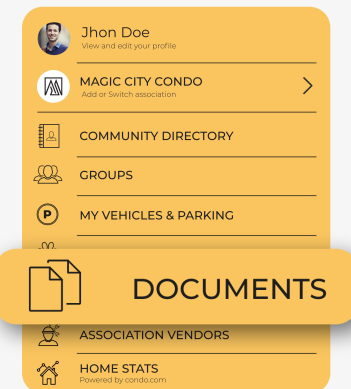 Jhon Doe
View and edit your profile
MAGIC CITY CONDO
Add or Switch association
COMMUNITY DIRECTORY
GROUPS
P MY VEHICLES & PARKING
DOCUMENTS
ASSOCIATION VENDORS
HOME STATS
Powered by condo.com